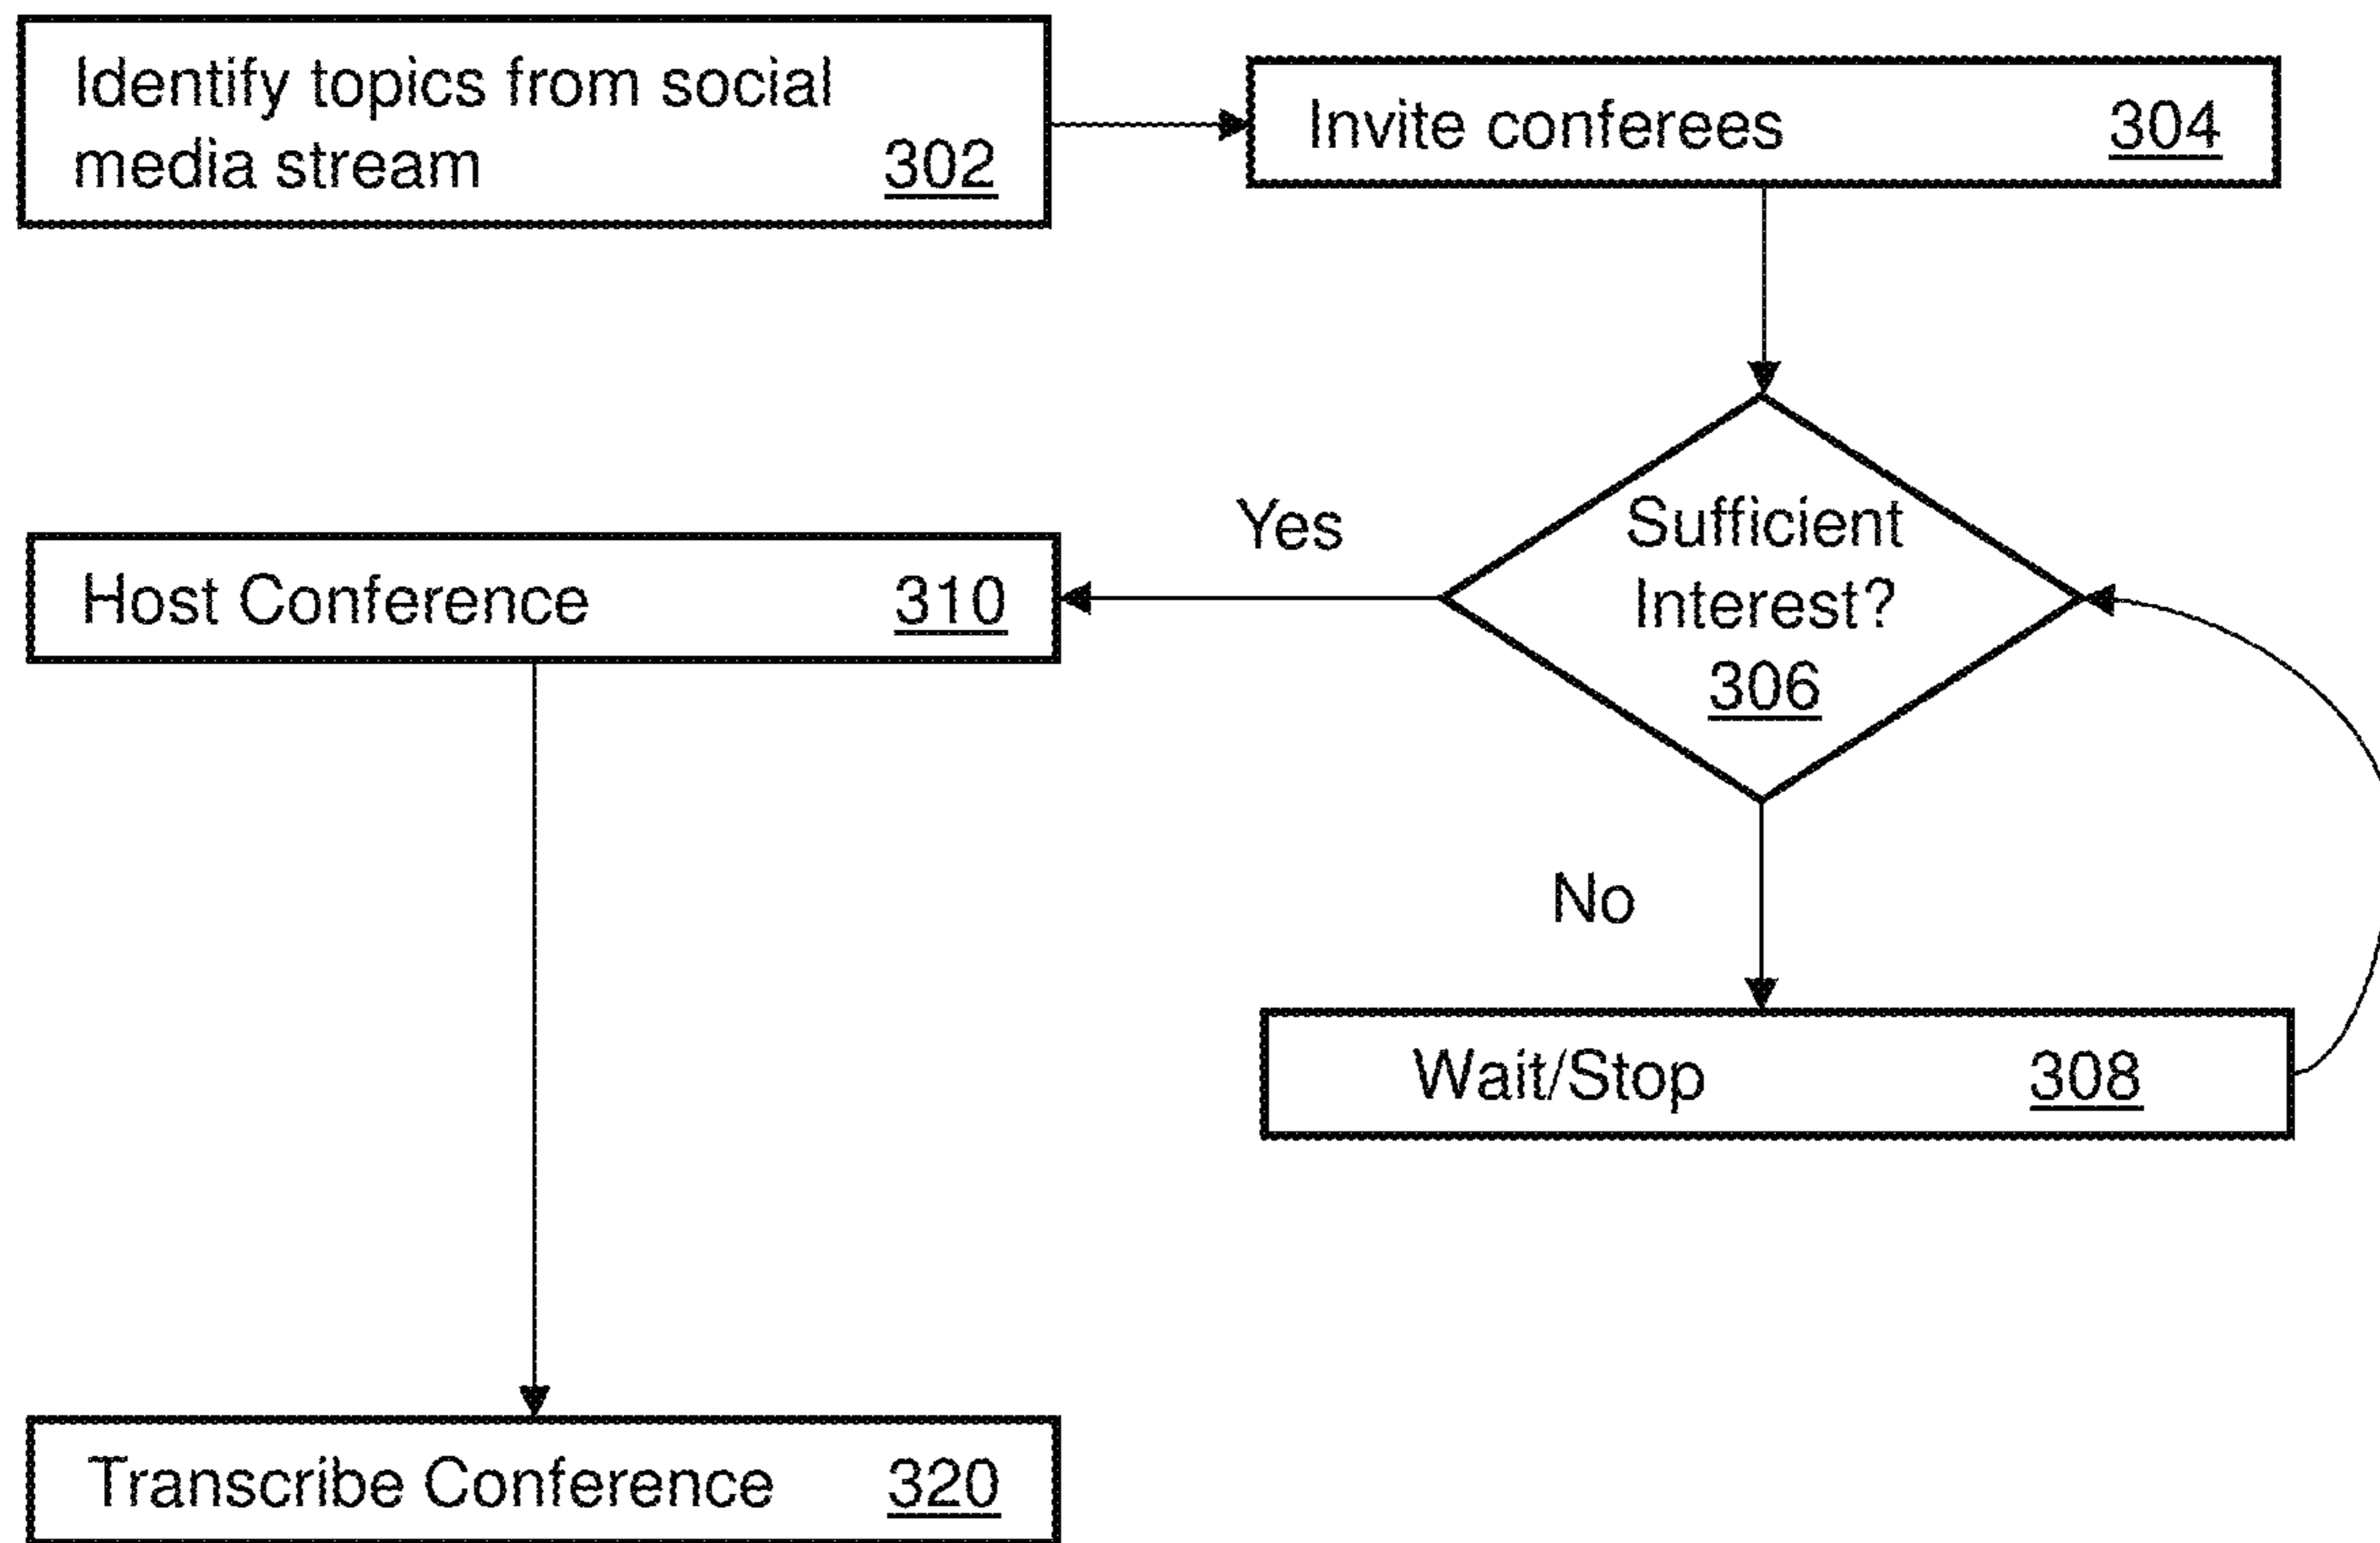 Identify topics from social
media stream 302
Invite conferees 304
Sufficient
Interest?
306
Yes
No
Host Conference 310
Wait/Stop 308
Transcribe Conference 320